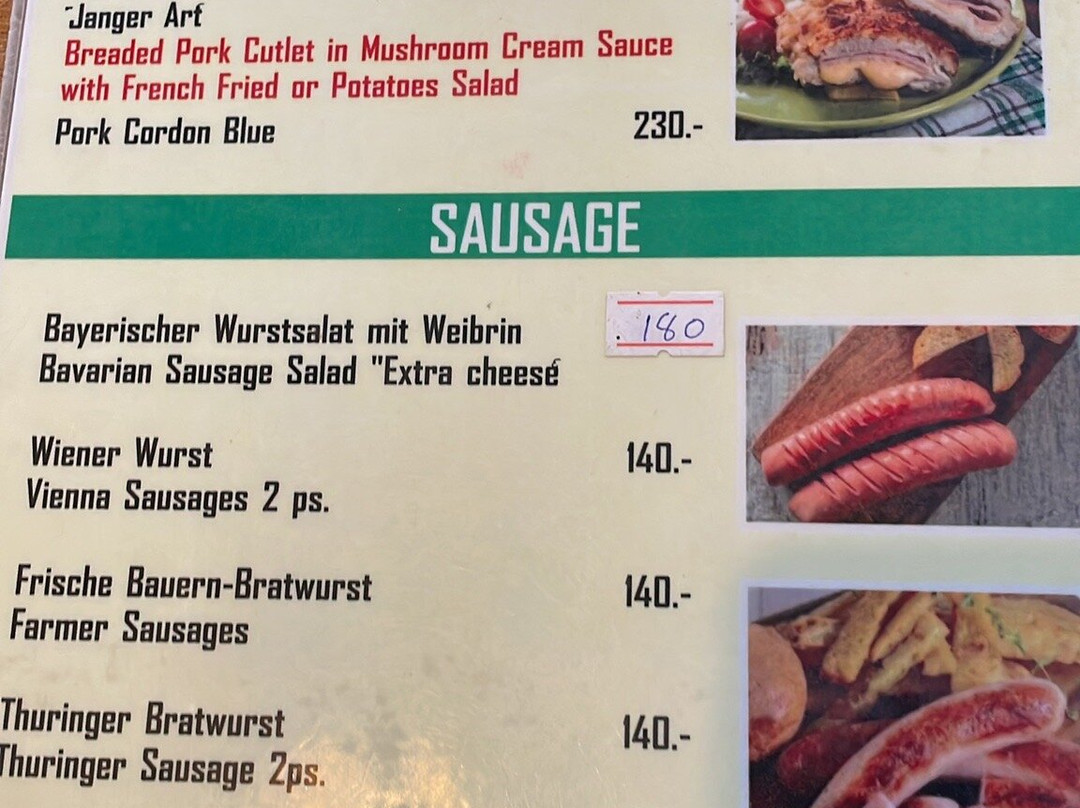 Janger Art
Breaded Pork Cutlet in Mushroom Cream Sauce
with French Fried or Potatoes Salad
Pork Cordon Blue 230.-
SAUSAGE
Bayerischer Wurstsalat mit Weibrin 180
Bavarian Sausage Salad "Extra cheesé
Wiener Wurst 140.-
Vienna Sausages 2 ps.
Frische Bauern-Bratwurst 140.-
Farmer Sausages
Thuringer Bratwurst 140.-
Thuringer Sausage 2ps.